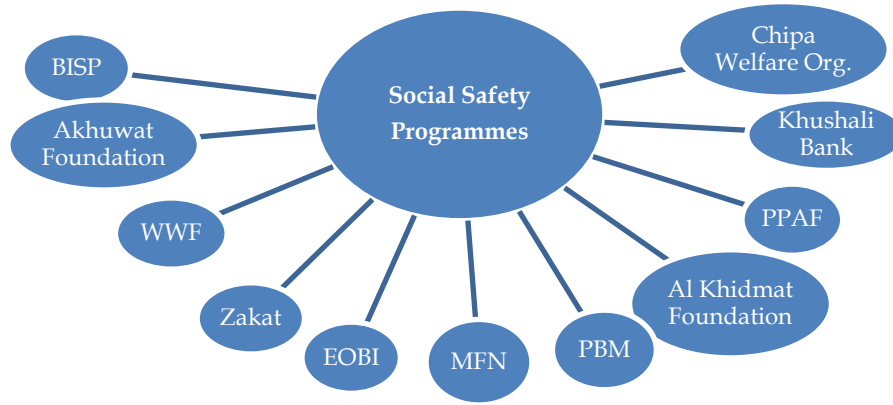 Social Safety
Programmes
BISP
Akhuwat
Foundation
WWF
Zakat
EOBI
MFN
PBM
Al Khidmat
Foundation
PPAF
Khushali
Bank
Chipa
Welfare Org.